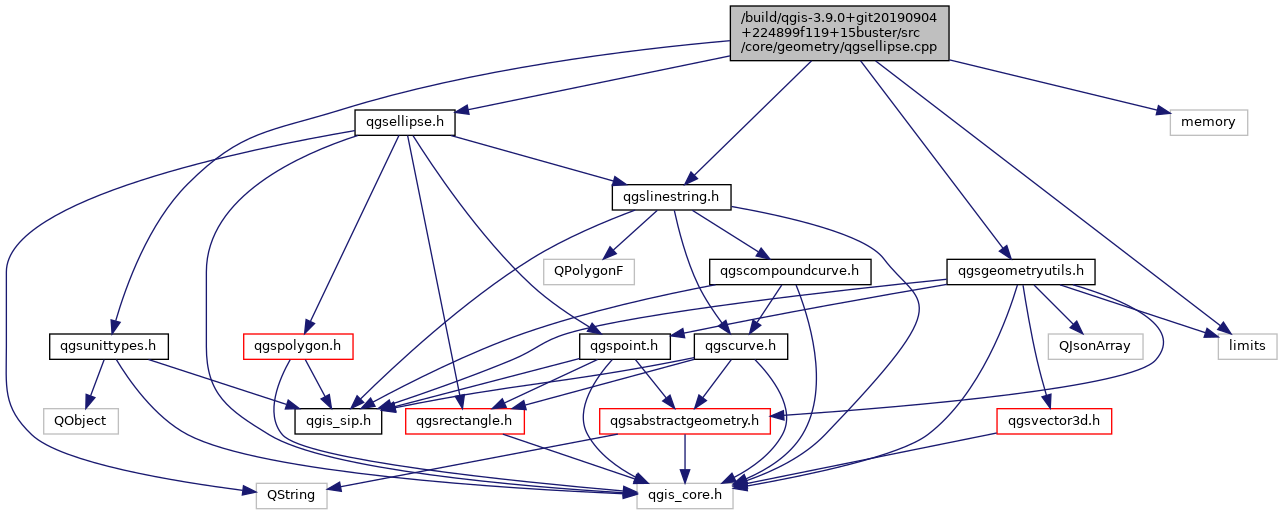 /build/qgis-3.9.0+git20190904
+224899f119+15buster/src
/core/geometry/qgsellipse.cpp
qgsellipse.h
memory
qgslinestring.h
QPolygonF
qgscompoundcurve.h
qgsgeometryutils.h
qgsunittypes.h
qgspolygon.h
qgspoint.h
qgscurve.h
QJsonArray
limits
QObject
qgis_sip.h
qgsrectangle.h
qgsabstractgeometry.h
qgsvector3d.h
QString
qgis_core.h